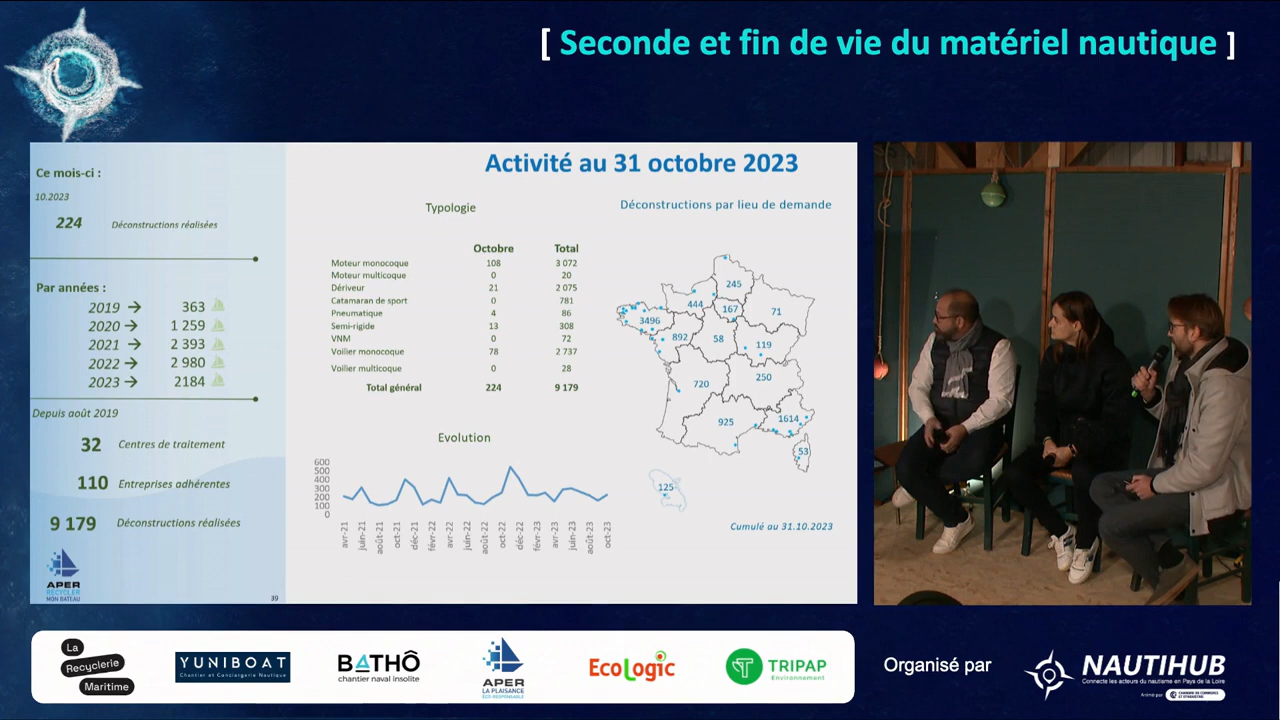 [ Seconde et fin de vie du matériel nautique ]
Ce mois-ci :
10.2023
224 Déconstructions réalisées
Par années :
2019 → 363
2020 → 1 259
2021 → 2 393
2022 → 2 980
2023 → 2184
Depuis août 2019
32 Centres de traitement
110 Entreprises adhérentes
9 179 Déconstructions réalisées
APER
RECYCLER
MON BATEAU
39
Activité au 31 octobre 2023
Typologie
Octobre Total
Moteur monocoque 108 3 072
Moteur multicoque 0 20
Dériveur 21 2 075
Catamaran de sport 0 781
Pneumatique 4 86
Semi-rigide 13 308
VNM 0 72
Voilier monocoque 78 2 737
Voilier multicoque 0 28
Total général 224 9 179
Evolution
600
500
400
300
200
100
0
avr-21
juin-21
août-21
oct-21
déc-21
févr-22
avr-22
juin-22
août-22
oct-22
déc-22
févr-23
avr-23
juin-23
août-23
oct-23
Déconstructions par lieu de demande
245
444
167
71
3496
892
58
119
720
250
925
1614
53
125
Cumulé au 31.10.2023
La
Recyclerie
Maritime
YUNIBOAT
Chantier et Conciergerie Nautique
BATHÔ
chantier naval insolite
APER
LA PLAISANCE
ÉCO-RESPONSABLE
EcoLogic
TRIPAP
Environnement
Organisé par
NAUTIHUB
Connecte les acteurs du nautisme en Pays de la Loire
Animé par
CHAMBRE DE COMMERCE
ET D'INDUSTRIE